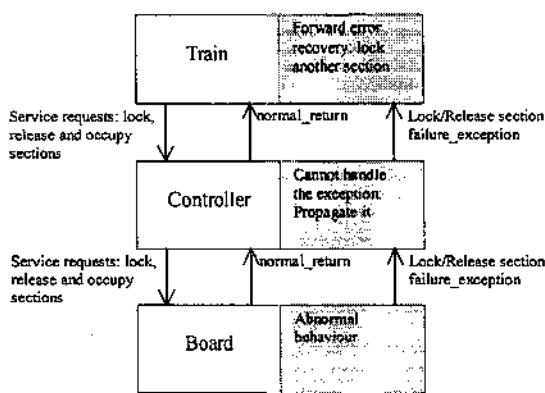 Train
Forward error
recovery: lock
another section
Service requests: lock,
release and occupy
sections
normal_return
Lock/Release section
failure_exception
Controller
Cannot handle
the exception.
Propagate it
Service requests: lock,
release and occupy
sections
normal_return
Lock/Release section
failure_exception
Board
Abnormal
behaviour